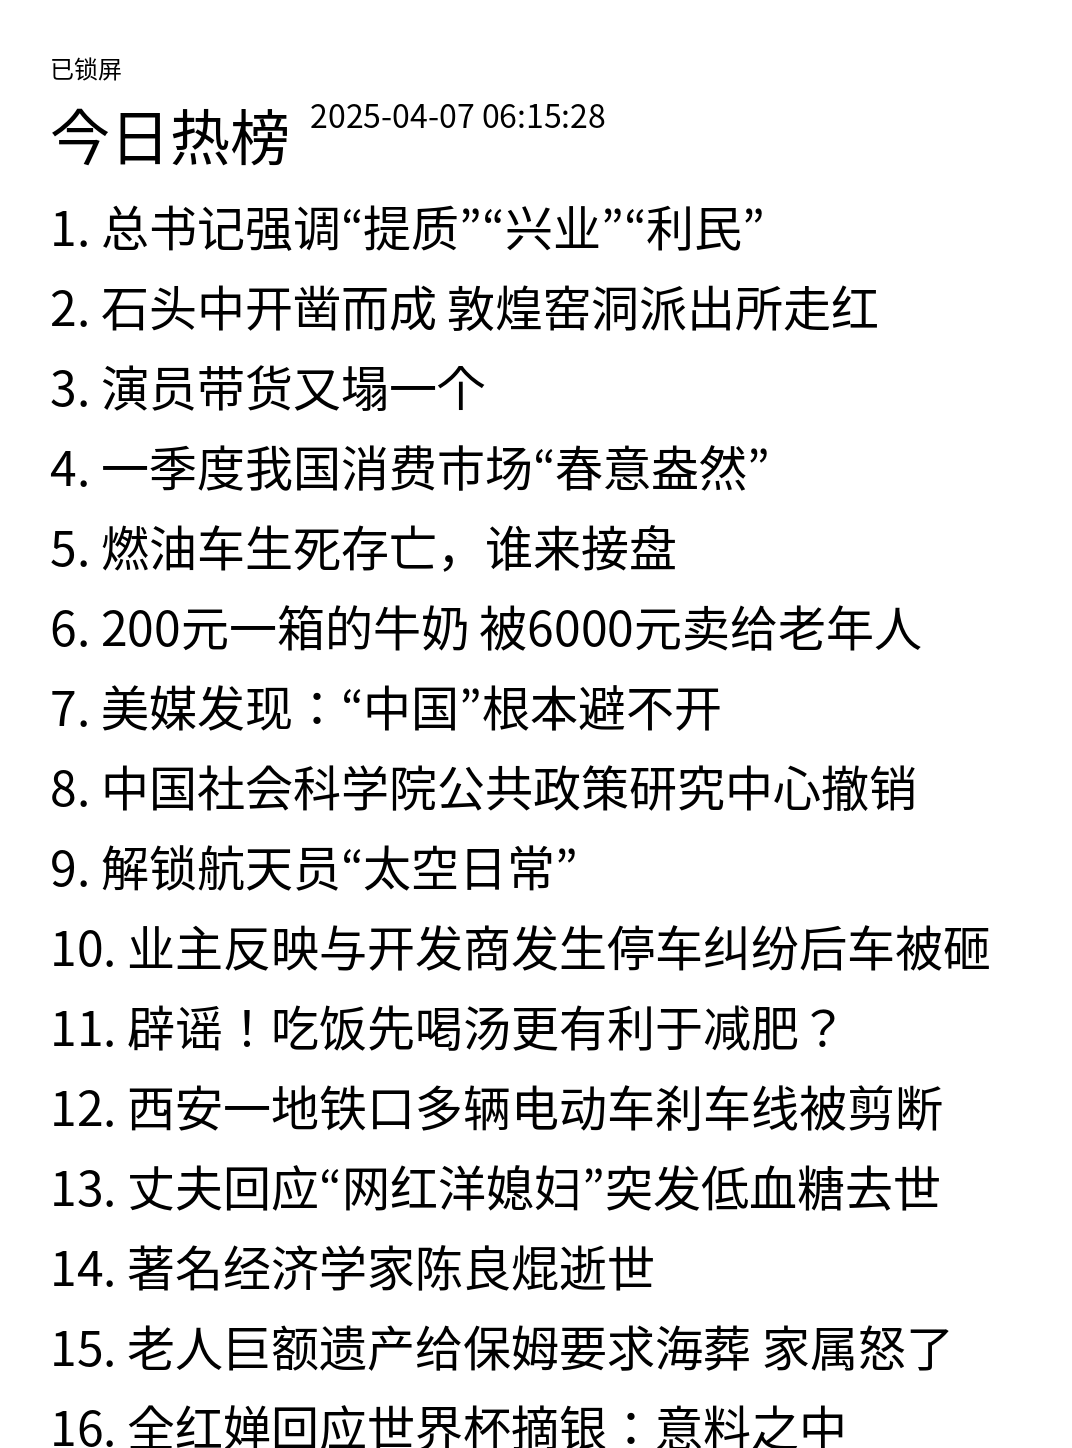 已锁屏
今日热榜 2025-04-07 06:15:28
1. 总书记强调“提质”“兴业”“利民”
2. 石头中开凿而成 敦煌窑洞派出所走红
3. 演员带货又塌一个
4. 一季度我国消费市场“春意盎然”
5. 燃油车生死存亡，谁来接盘
6. 200元一箱的牛奶 被6000元卖给老年人
7. 美媒发现：“中国”根本避不开
8. 中国社会科学院公共政策研究中心撤销
9. 解锁航天员“太空日常”
10. 业主反映与开发商发生停车纠纷后车被砸
11. 辟谣！吃饭先喝汤更有利于减肥？
12. 西安一地铁口多辆电动车刹车线被剪断
13. 丈夫回应“网红洋媳妇”突发低血糖去世
14. 著名经济学家陈良焜逝世
15. 老人巨额遗产给保姆要求海葬 家属怒了
16. 全红婵回应世界杯摘银：意料之中